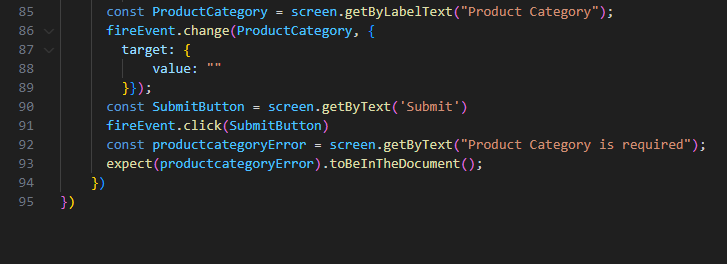 85 const ProductCategory = screen.getByLabelText("Product Category");
86 fireEvent.change(ProductCategory, {
87 target: {
88 value: ""
89 }});
90 const SubmitButton = screen.getByText('Submit')
91 fireEvent.click(SubmitButton)
92 const productcategoryError = screen.getByText("Product Category is required");
93 expect(productcategoryError).toBeInTheDocument();
94 })
95 })